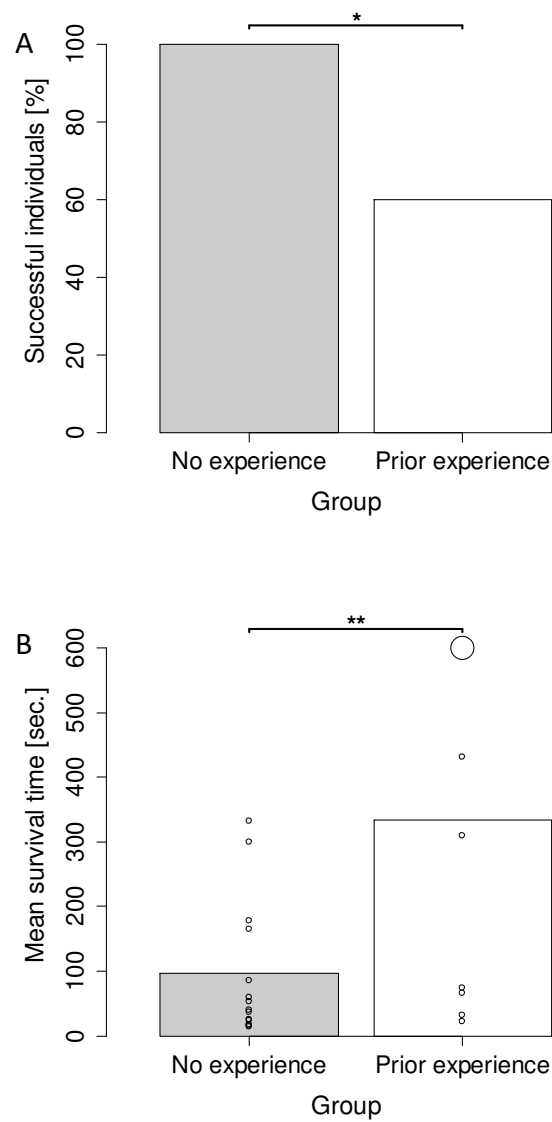 A
*
Successful individuals [%]
100
80
60
40
20
0
No experience
Prior experience
Group
B
**
Mean survival time [sec.]
600
500
400
300
200
100
0
No experience
Prior experience
Group